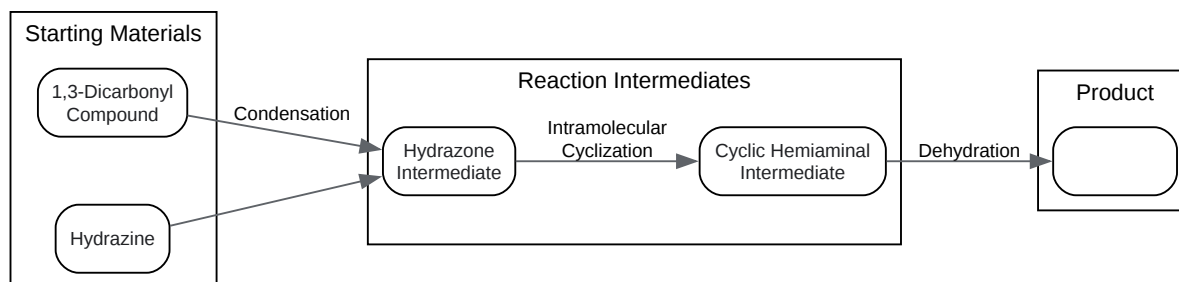 Starting Materials
1,3-Dicarbonyl
Compound
Hydrazine
Condensation
Reaction Intermediates
Hydrazone
Intermediate
Intramolecular
Cyclization
Cyclic Hemiaminal
Intermediate
Dehydration
Product